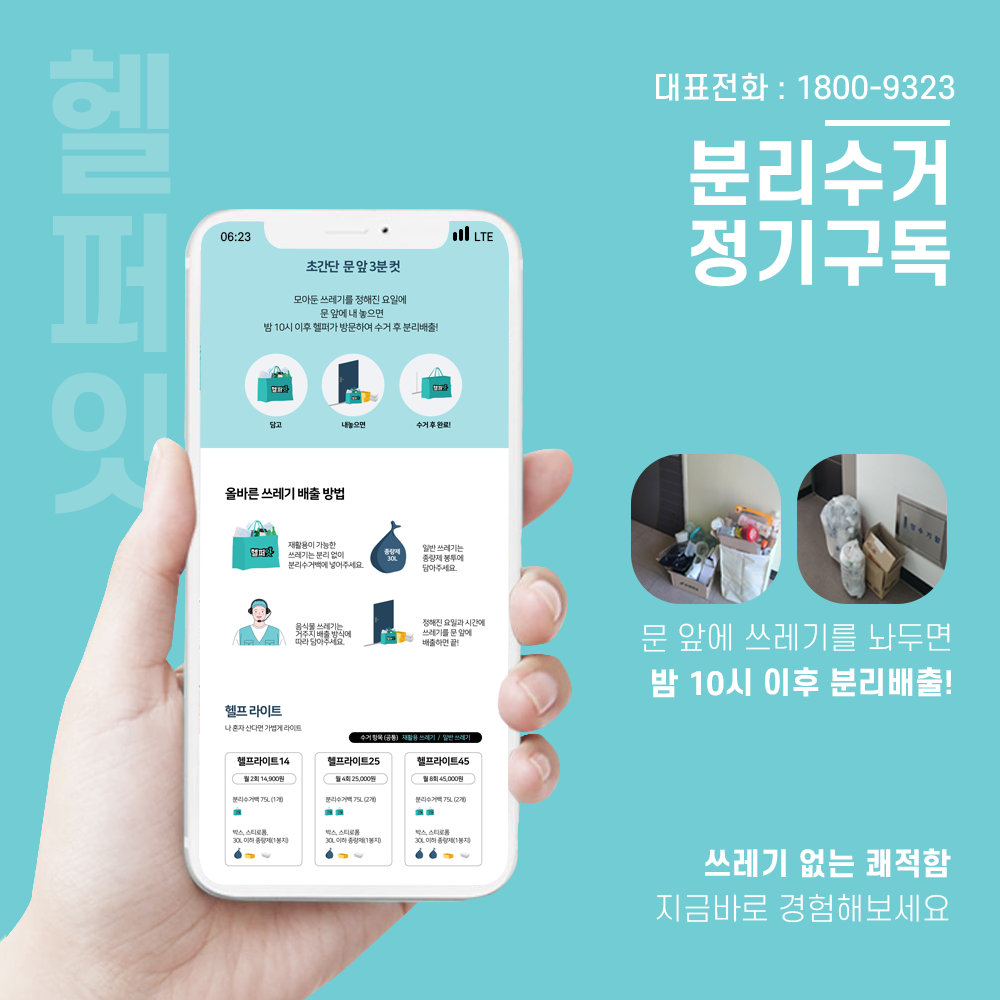 헬퍼잇
대표전화 : 1800-9323
분리수거
정기구독
06:23
LTE
초간단 문 앞 3분 컷
모아둔 쓰레기를 정해진 요일에
문 앞에 내 놓으면
밤 10시 이후 헬퍼가 방문하여 수거 후 분리배출!
담고
내놓으면
수거 후 완료!
올바른 쓰레기 배출 방법
헬퍼잇
재활용이 가능한
쓰레기는 분리 없이
분리수거백에 넣어주세요.
종량제
30L
일반 쓰레기는
종량제 봉투에
담아주세요.
음식물 쓰레기는
거주지 배출 방식에
따라 담아주세요.
정해진 요일과 시간에
쓰레기를 문 앞에
배출하면 끝!
헬프 라이트
나 혼자 산다면 가볍게 라이트
수거 항목 (공통) 재활용 쓰레기 / 일반 쓰레기
헬프라이트14
월 2회 14,900원
분리수거백 75L (1개)
박스, 스티로폼,
30L 이하 종량제(1봉지)
헬프라이트25
월 4회 25,000원
분리수거백 75L (2개)
박스, 스티로폼
30L 이하 종량제(1봉지)
헬프라이트45
월 8회 45,000원
분리수거백 75L (2개)
박스, 스티로폼
30L 이하 종량제(1봉지)
문 앞에 쓰레기를 놔두면
밤 10시 이후 분리배출!
쓰레기 없는 쾌적함
지금바로 경험해보세요